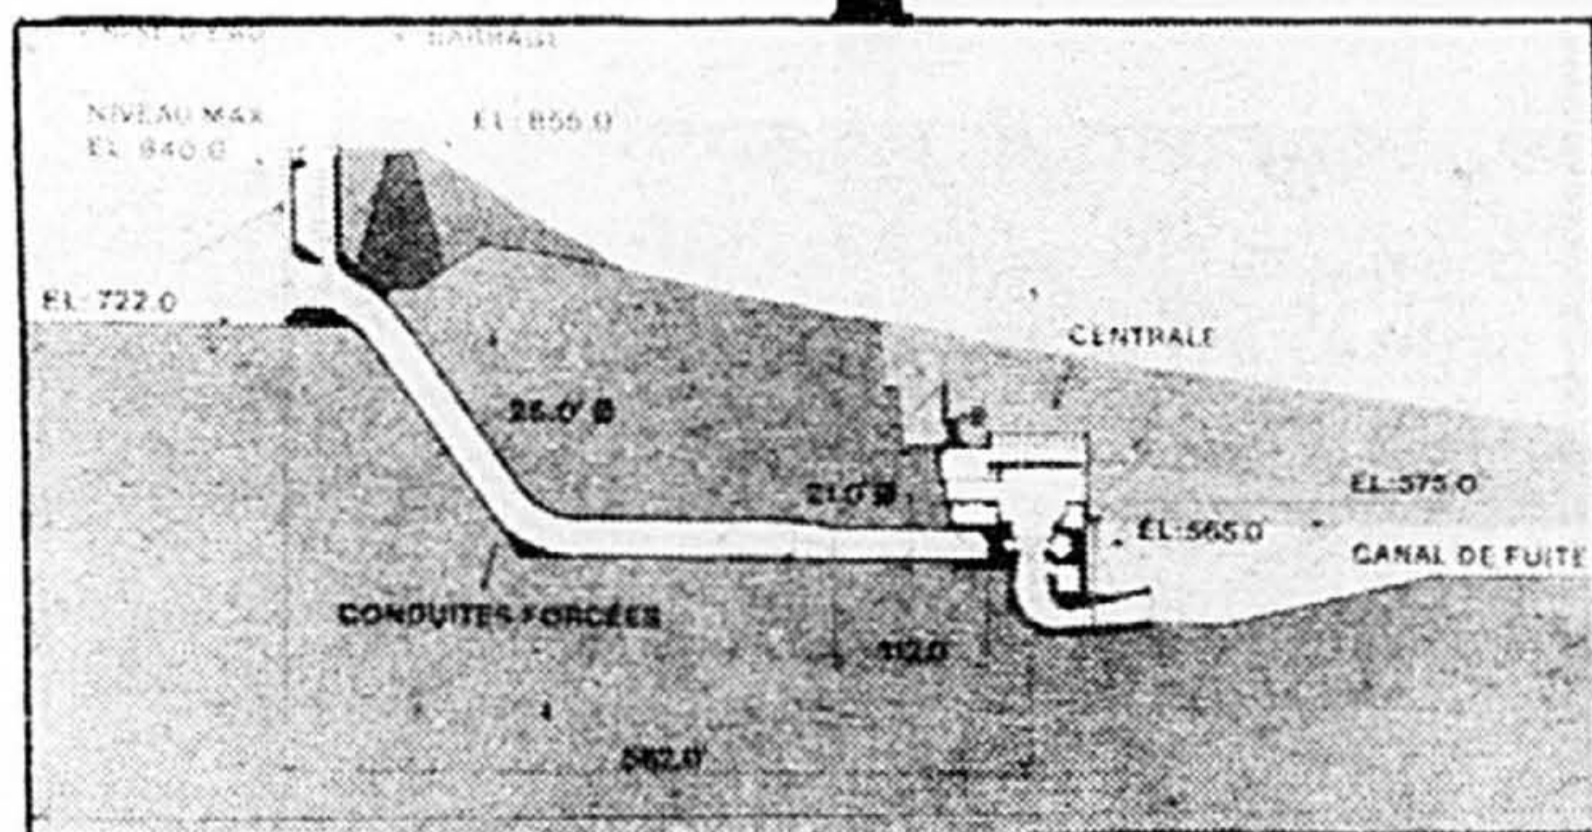 BARRAGE
NIVEAU MAX
EL: 840.0
EL: 855.0
EL: 722.0
CENTRALE
25.0' Ø
21.0' Ø
EL: 575.0
EL: 565.0
CANAL DE FUITE
CONDUITES FORCÉES
112.0
562.0'